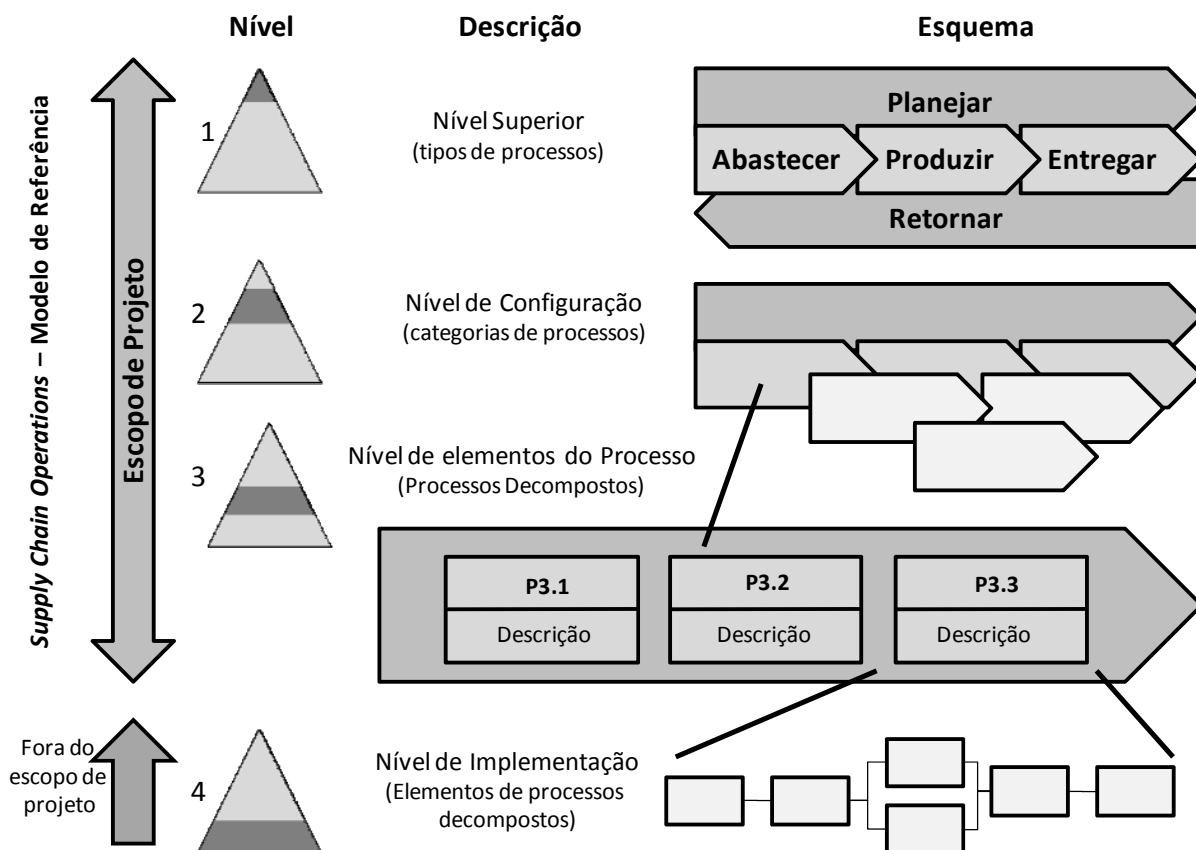 Nível
Descrição
Esquema
Supply Chain Operations – Modelo de Referência
Escopo de Projeto
1
Nível Superior
(tipos de processos)
Planejar
Abastecer
Produzir
Entregar
Retornar
2
Nível de Configuração
(categorias de processos)
3
Nível de elementos do Processo
(Processos Decompostos)
P3.1
Descrição
P3.2
Descrição
P3.3
Descrição
Fora do
escopo de
projeto
4
Nível de Implementação
(Elementos de processos
decompostos)